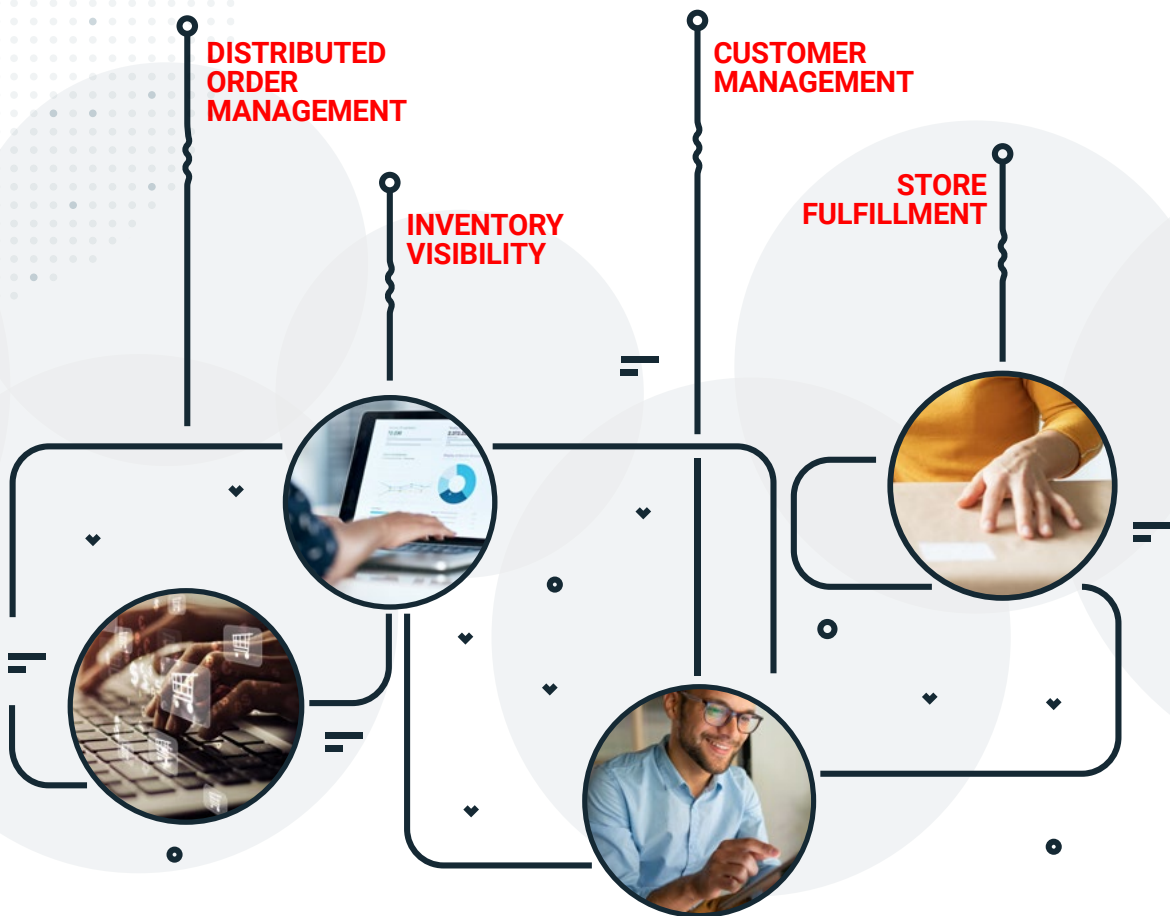 DISTRIBUTED
ORDER
MANAGEMENT
CUSTOMER
MANAGEMENT
STORE
FULFILLMENT
INVENTORY
VISIBILITY